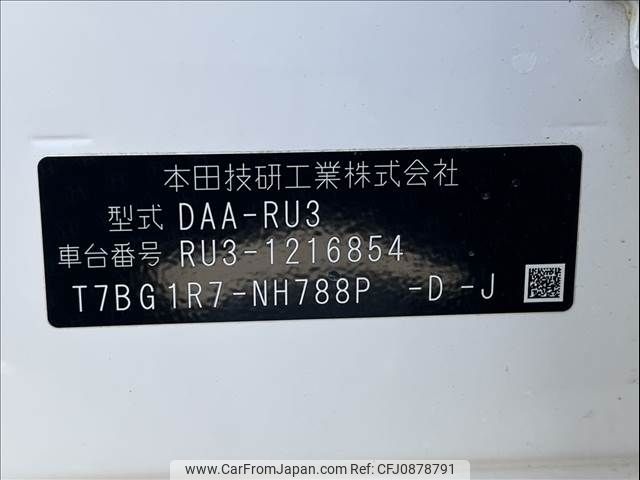 本田技研工業株式会社
型式 DAA-RU3
車台番号 RU3-1216854
T7BG1R7-NH788P -D-J
www.CarFromJapan.com - CFJ0878791